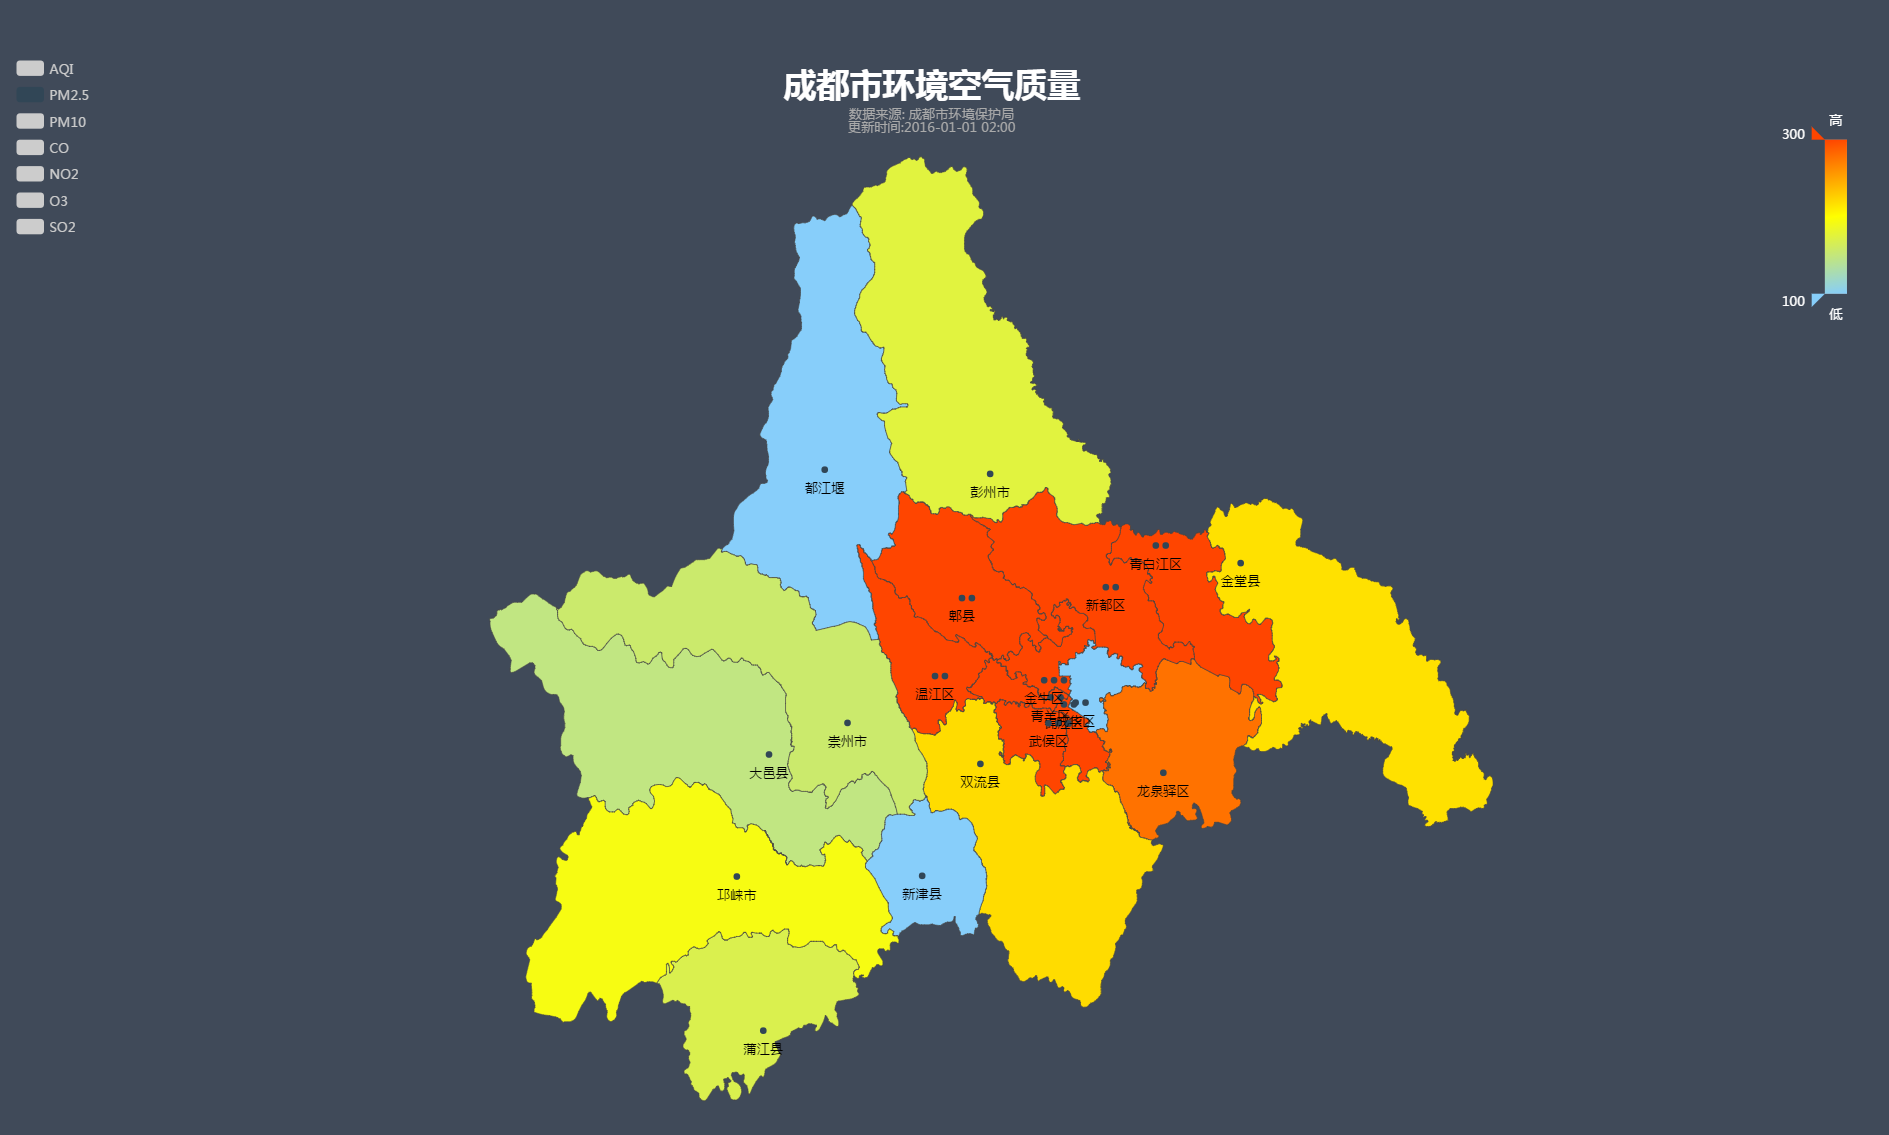 成都市环境空气质量
数据来源: 成都市环境保护局
更新时间:2016-01-01 02:00
AQI
PM2.5
PM10
CO
NO2
O3
SO2
高
300
100
低
都江堰
彭州市
青白江区
金堂县
新都区
郫县
温江区
金牛区
青羊区
武侯区
崇州市
大邑县
双流县
龙泉驿区
邛崃市
新津县
蒲江县